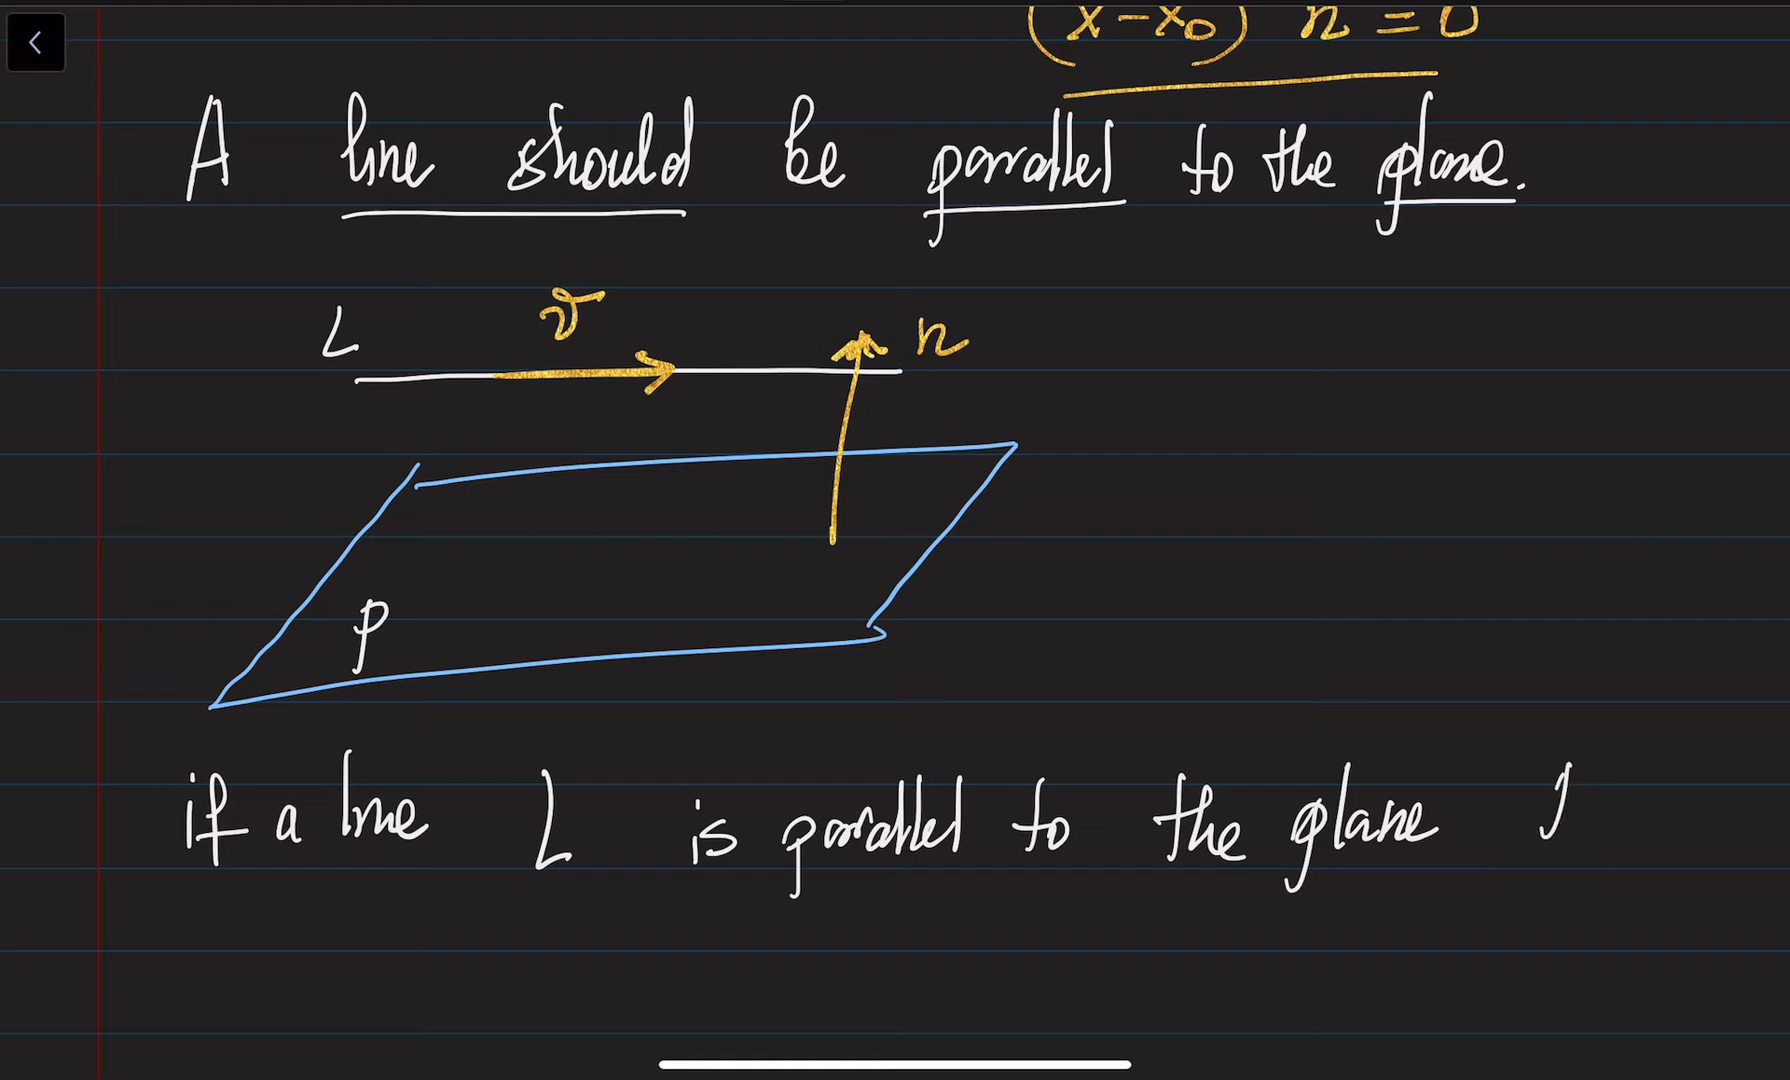 (x-x₀) n = 0
A line should be parallel to the plane.
L v n
P
if a line L is parallel to the plane